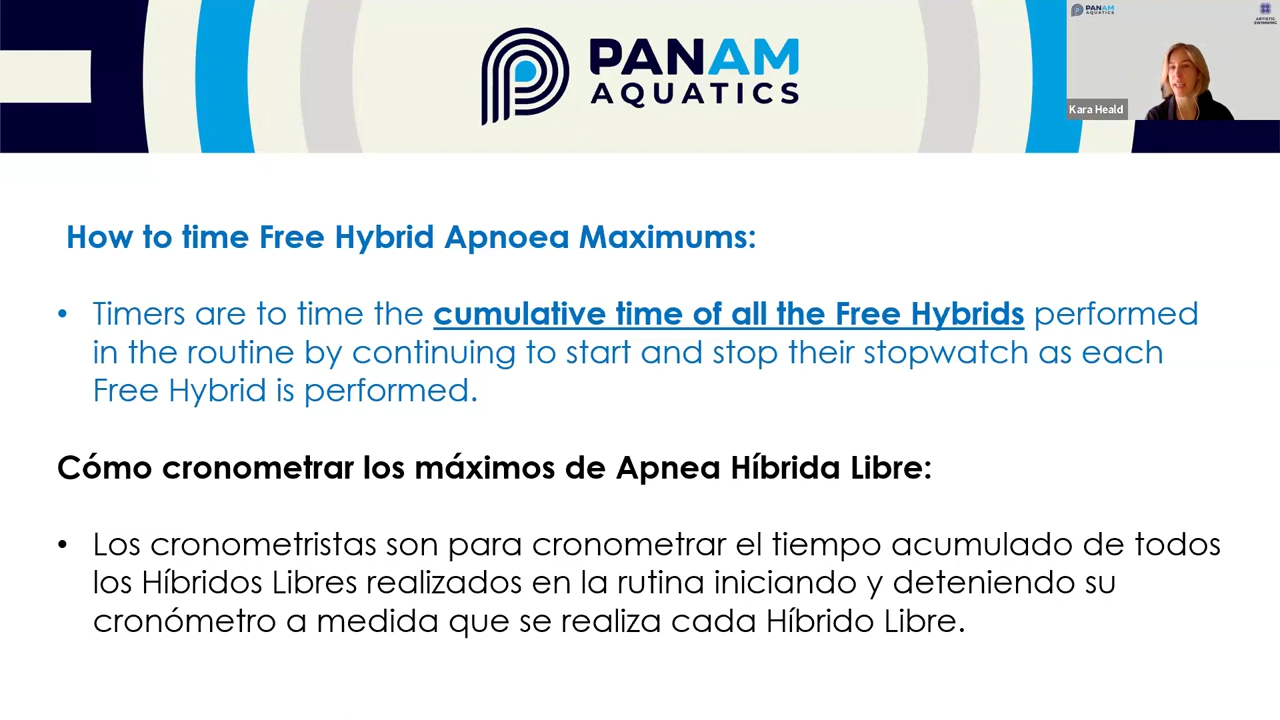 PANAM
AQUATICS
PANAM
AQUATICS
ARTISTIC
SWIMMING
Kara Heald
How to time Free Hybrid Apnoea Maximums:
• Timers are to time the cumulative time of all the Free Hybrids performed
in the routine by continuing to start and stop their stopwatch as each
Free Hybrid is performed.
Cómo cronometrar los máximos de Apnea Híbrida Libre:
• Los cronometristas son para cronometrar el tiempo acumulado de todos
los Híbridos Libres realizados en la rutina iniciando y deteniendo su
cronómetro a medida que se realiza cada Híbrido Libre.